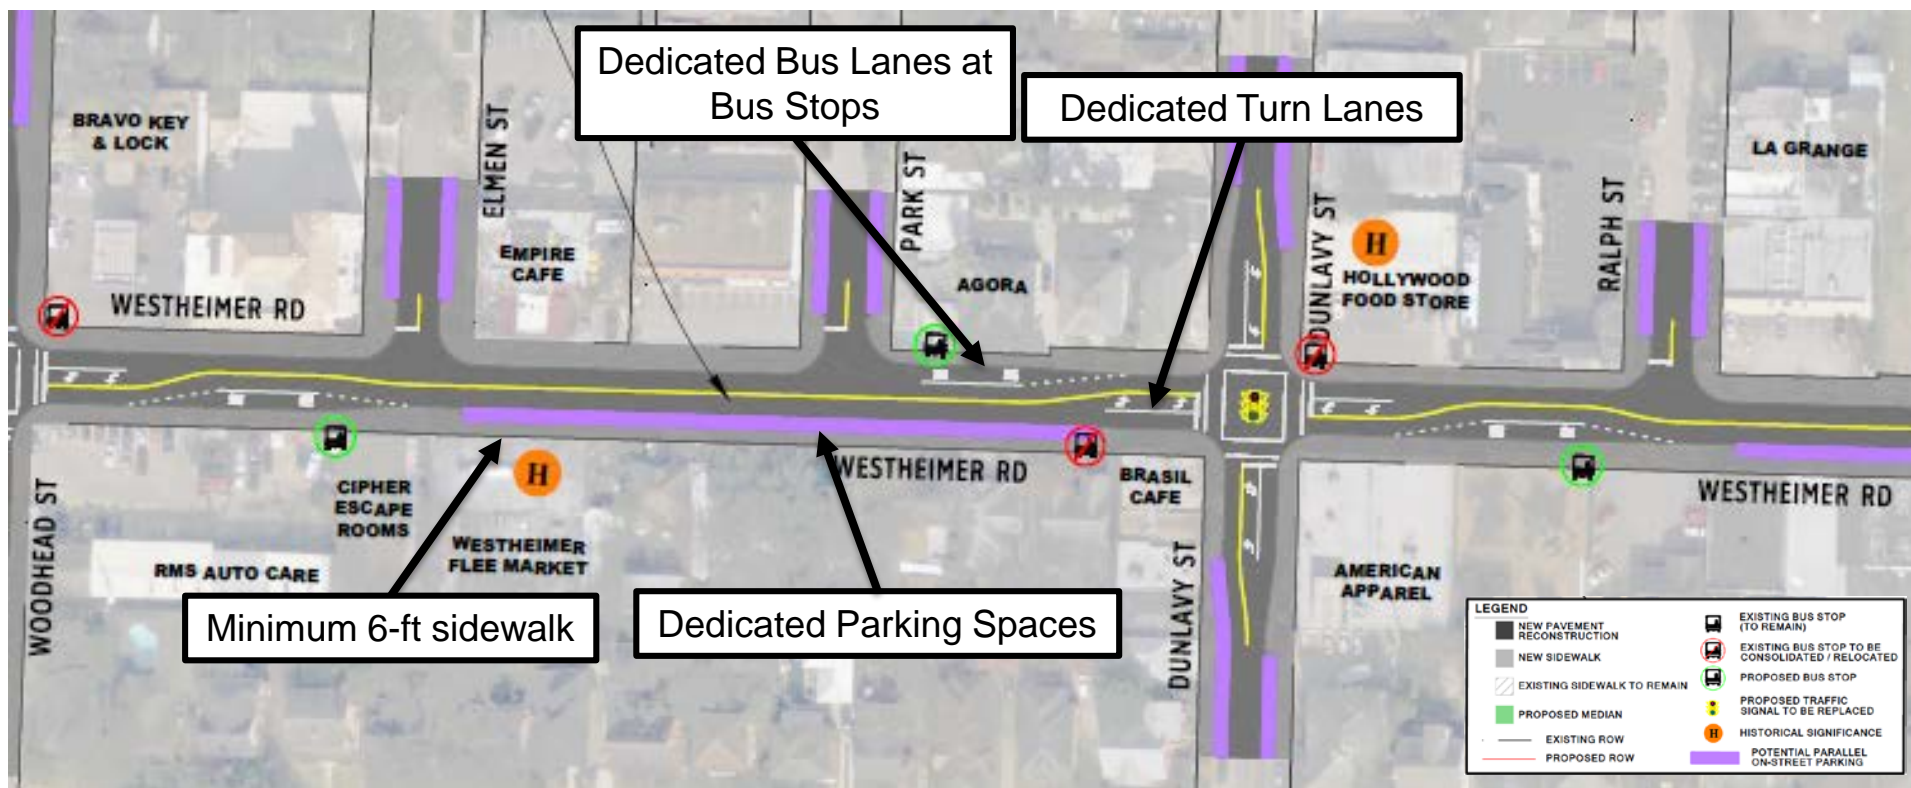 Dedicated Bus Lanes at
Bus Stops
Dedicated Turn Lanes
BRAVO KEY
& LOCK
ELMEN ST
PARK ST
DUNLAVY ST
RALPH ST
LA GRANGE
EMPIRE
CAFE
AGORA
H
HOLLYWOOD
FOOD STORE
WESTHEIMER RD
WOODHEAD ST
CIPHER
ESCAPE
ROOMS
H
WESTHEIMER
FLEE MARKET
RMS AUTO CARE
WESTHEIMER RD
BRASIL
CAFE
DUNLAVY ST
WESTHEIMER RD
AMERICAN
APPAREL
Minimum 6-ft sidewalk
Dedicated Parking Spaces
LEGEND
NEW PAVEMENT
RECONSTRUCTION
NEW SIDEWALK
EXISTING SIDEWALK TO REMAIN
PROPOSED MEDIAN
EXISTING ROW
PROPOSED ROW
EXISTING BUS STOP
(TO REMAIN)
EXISTING BUS STOP TO BE
CONSOLIDATED / RELOCATED
PROPOSED BUS STOP
PROPOSED TRAFFIC
SIGNAL TO BE REPLACED
H
HISTORICAL SIGNIFICANCE
POTENTIAL PARALLEL
ON-STREET PARKING